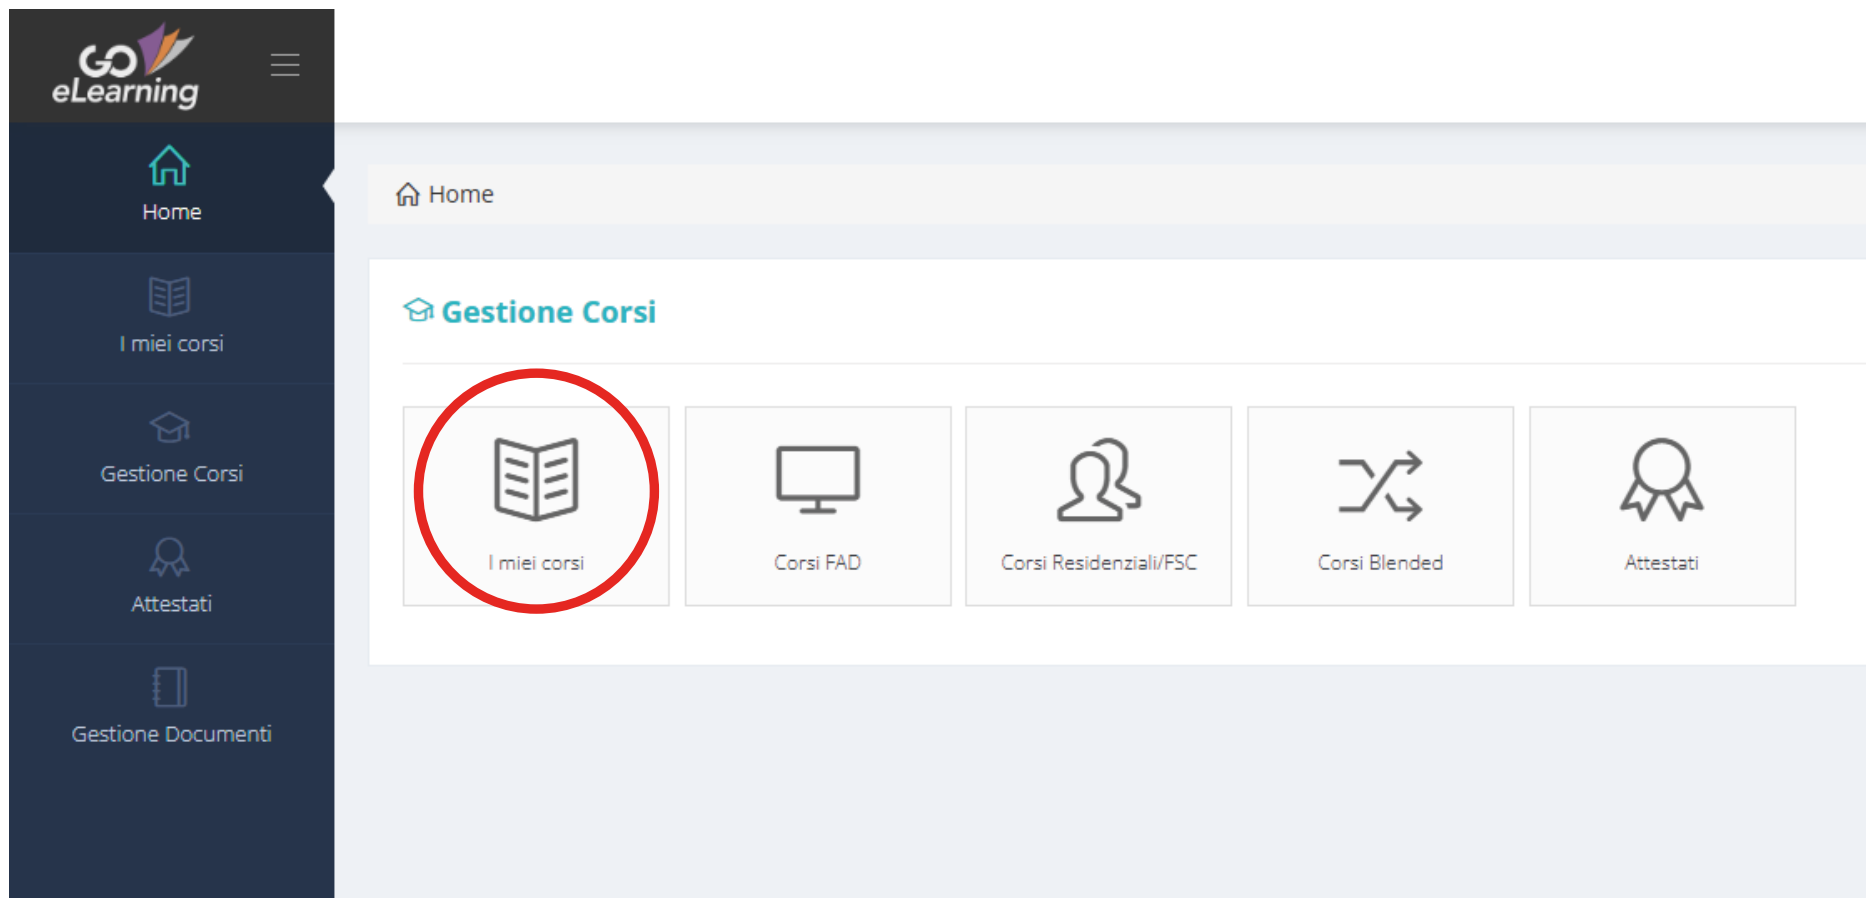 GO
eLearning
Home
I miei corsi
Gestione Corsi
Attestati
Gestione Documenti
Home
Gestione Corsi
I miei corsi
Corsi FAD
Corsi Residenziali/FSC
Corsi Blended
Attestati